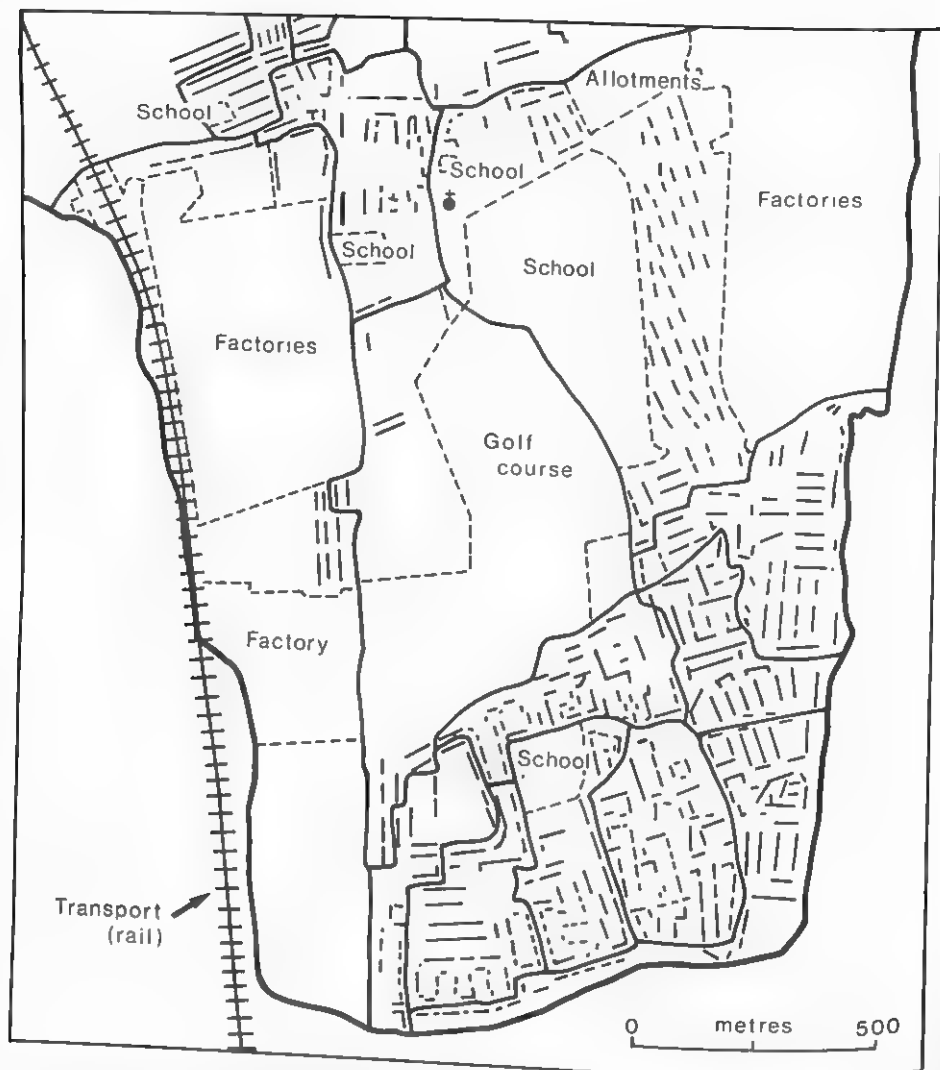 Allotments
School
School
Factories
School
School
Factories
Golf
course
Factory
School
Transport
(rail)
0 metres 500